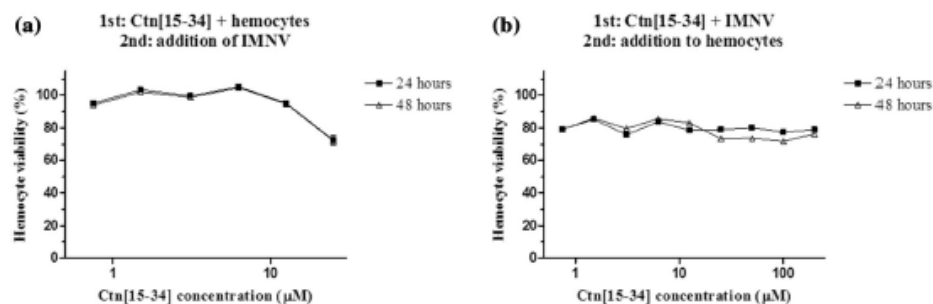 (a)
1st: Ctn[15-34] + hemocytes
2nd: addition of IMNV
Hemocyte viability (%)
100
80
60
40
20
0
1
10
Ctn[15-34] concentration (μM)
24 hours
48 hours
(b)
1st: Ctn[15-34] + IMNV
2nd: addition to hemocytes
Hemocyte viability (%)
100
80
60
40
20
0
1
10
100
Ctn[15-34] concentration (μM)
24 hours
48 hours